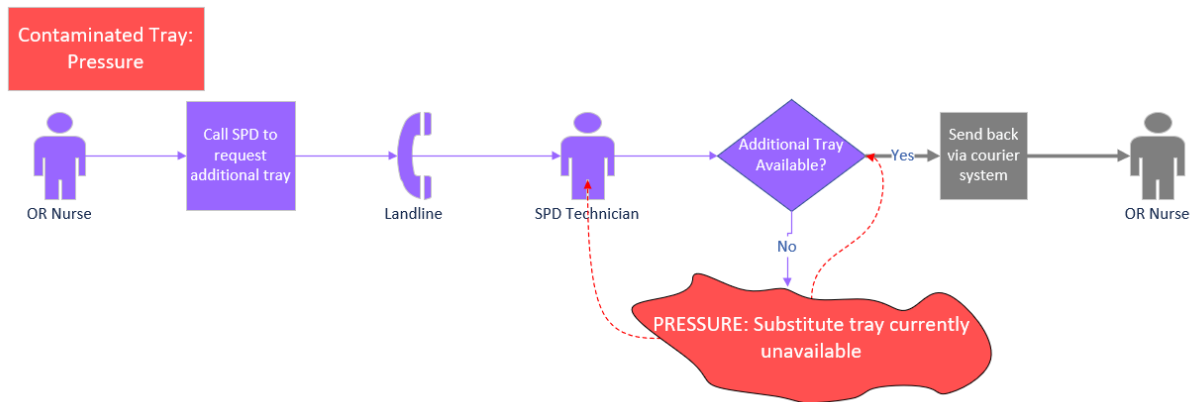 Contaminated Tray:
Pressure
Call SPD to
request
additional tray
Additional Tray
Available?
Yes
Send back
via courier
system
OR Nurse
Landline
SPD Technician
OR Nurse
No
PRESSURE: Substitute tray currently
unavailable